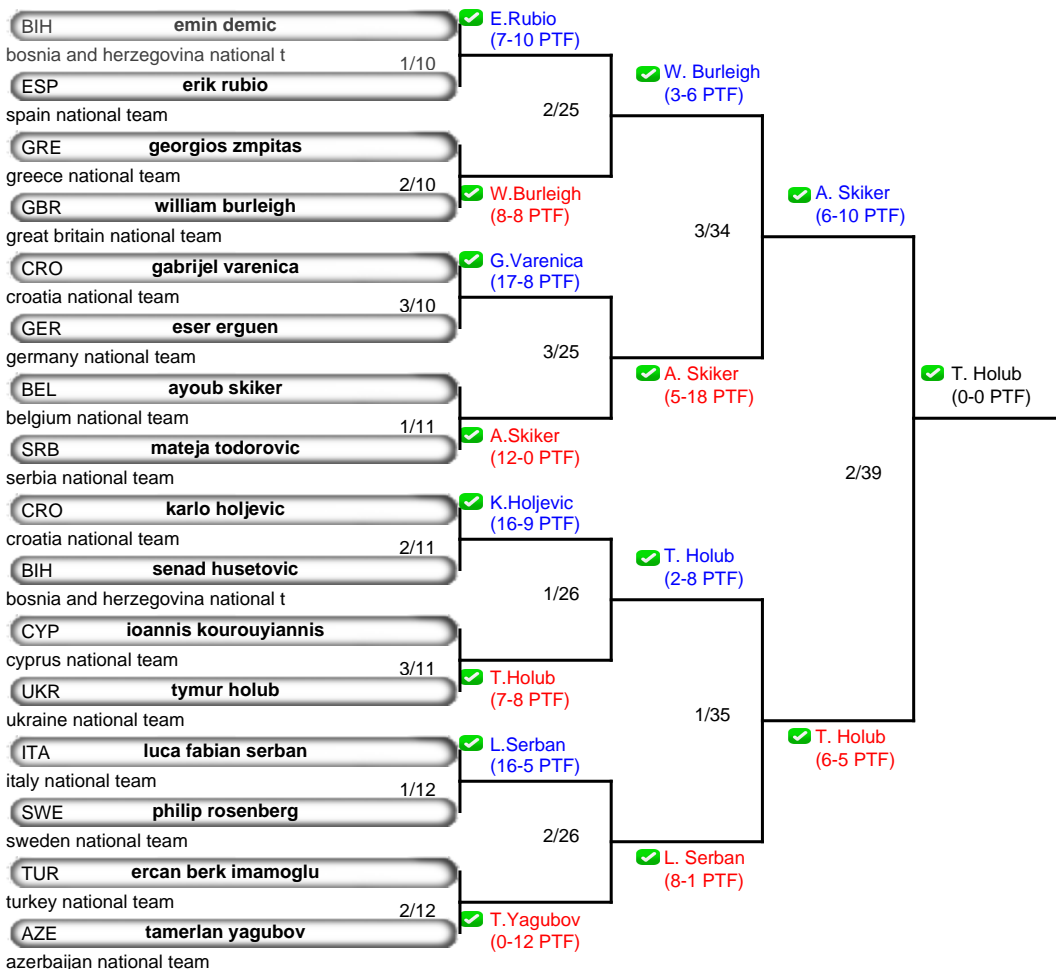 BIH emin demic
bosnia and herzegovina national t
1/10
ESP erik rubio
spain national team
GRE georgios zmpitas
greece national team
2/10
GBR william burleigh
great britain national team
CRO gabrijel varenica
croatia national team
3/10
GER eser erguen
germany national team
BEL ayoub skiker
belgium national team
1/11
SRB mateja todorovic
serbia national team
CRO karlo holjevic
croatia national team
2/11
BIH senad husetovic
bosnia and herzegovina national t
CYP ioannis kourouyiannis
cyprus national team
3/11
UKR tymur holub
ukraine national team
ITA luca fabian serban
italy national team
1/12
SWE philip rosenberg
sweden national team
TUR ercan berk imamoglu
turkey national team
2/12
AZE tamerlan yagubov
azerbaijan national team
E.Rubio
(7-10 PTF)
2/25
W.Burleigh
(8-8 PTF)
G.Varenica
(17-8 PTF)
3/25
A.Skiker
(12-0 PTF)
K.Holjevic
(16-9 PTF)
1/26
T.Holub
(7-8 PTF)
L.Serban
(16-5 PTF)
2/26
T.Yagubov
(0-12 PTF)
W. Burleigh
(3-6 PTF)
3/34
A. Skiker
(5-18 PTF)
T. Holub
(2-8 PTF)
1/35
L. Serban
(8-1 PTF)
A. Skiker
(6-10 PTF)
2/39
T. Holub
(6-5 PTF)
T. Holub
(0-0 PTF)